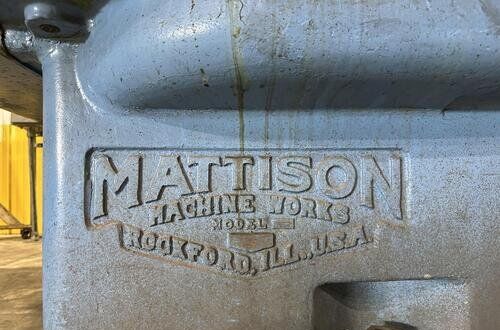 MATTISON
MACHINE WORKS
MODEL
ROCKFORD, ILL., U.S.A